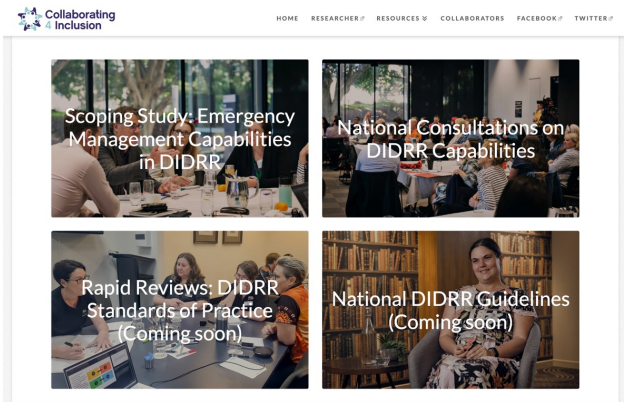 Collaborating
4 Inclusion
HOME RESEARCHER RESOURCES COLLABORATORS FACEBOOK TWITTER
Scoping Study: Emergency
Management Capabilities
in DIDRR
National Consultations on
DIDRR Capabilities
Rapid Reviews: DIDRR
Standards of Practice
(Coming soon)
National DIDRR Guidelines
(Coming soon)